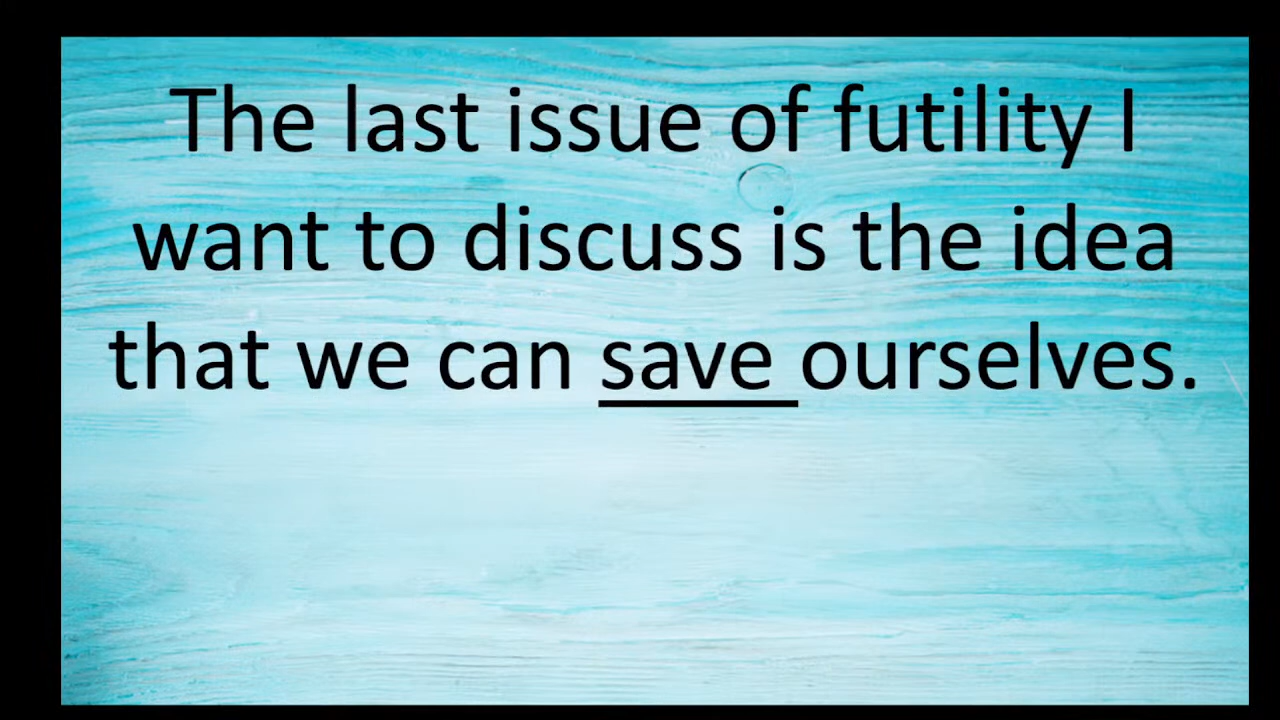 The last issue of futility I
want to discuss is the idea
that we can save ourselves.